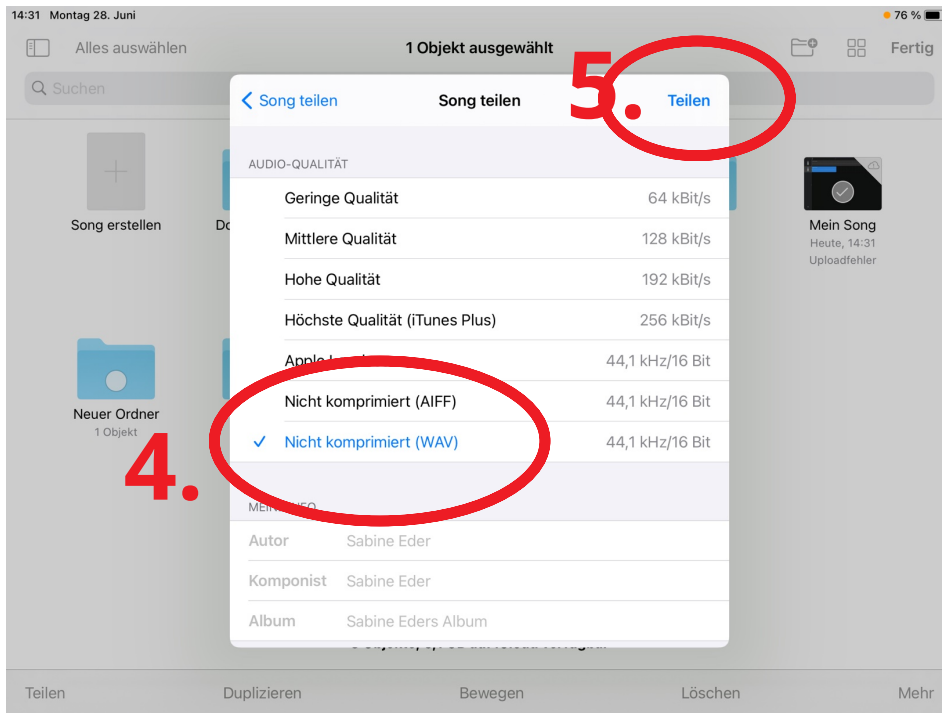 14:31 Montag 28. Juni
76 %
Alles auswählen
1 Objekt ausgewählt
Fertig
Suchen
Song teilen
Song teilen
5.
Teilen
AUDIO-QUALITÄT
Geringe Qualität 64 kBit/s
Mittlere Qualität 128 kBit/s
Hohe Qualität 192 kBit/s
Höchste Qualität (iTunes Plus) 256 kBit/s
Apple 44,1 kHz/16 Bit
Nicht komprimiert (AIFF) 44,1 kHz/16 Bit
Nicht komprimiert (WAV) 44,1 kHz/16 Bit
4.
Autor Sabine Eder
Komponist Sabine Eder
Album Sabine Eders Album
Song erstellen
Mein Song
Heute, 14:31
Uploadfehler
Neuer Ordner
1 Objekt
Teilen Duplizieren Bewegen Löschen Mehr